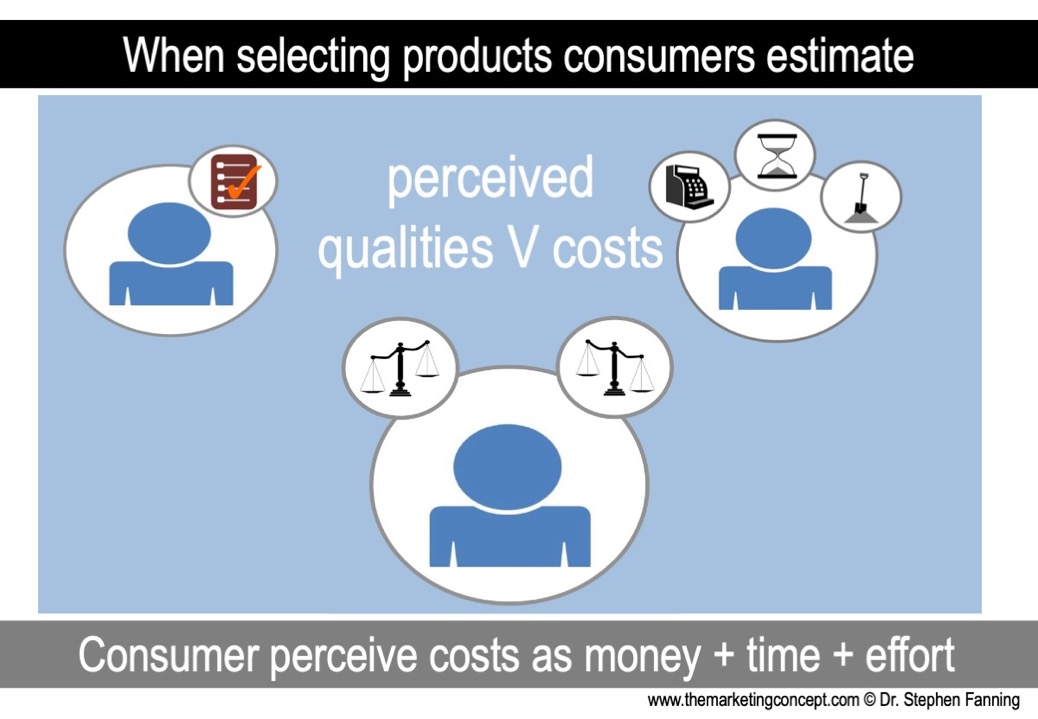 When selecting products consumers estimate
perceived
qualities V costs
Consumer perceive costs as money + time + effort
www.themarketingconcept.com © Dr. Stephen Fanning